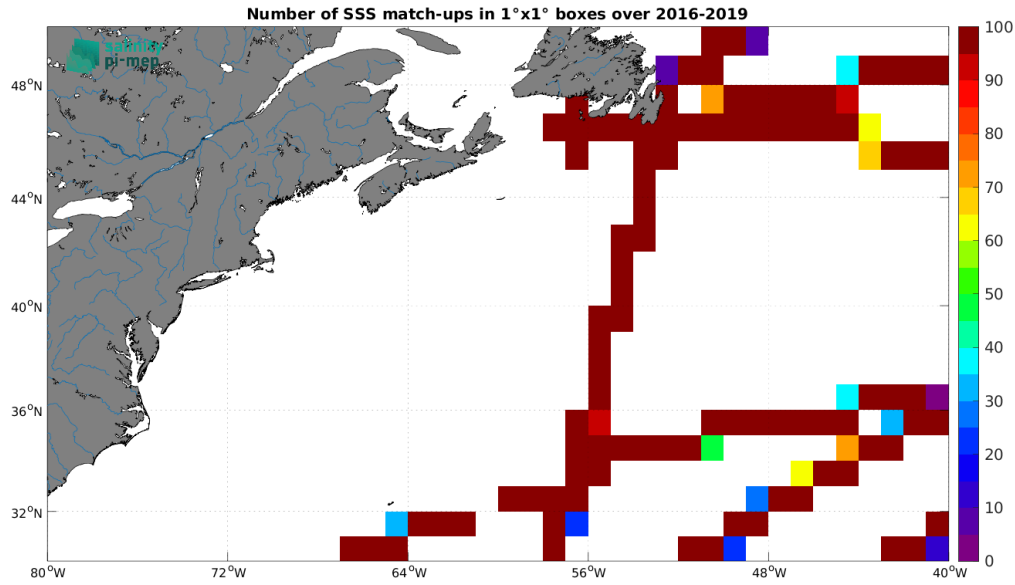 Number of SSS match-ups in 1°x1° boxes over 2016-2019
salinity
pi-mep
48°N
44°N
40°N
36°N
32°N
80°W
72°W
64°W
56°W
48°W
40°W
100
90
80
70
60
50
40
30
20
10
0